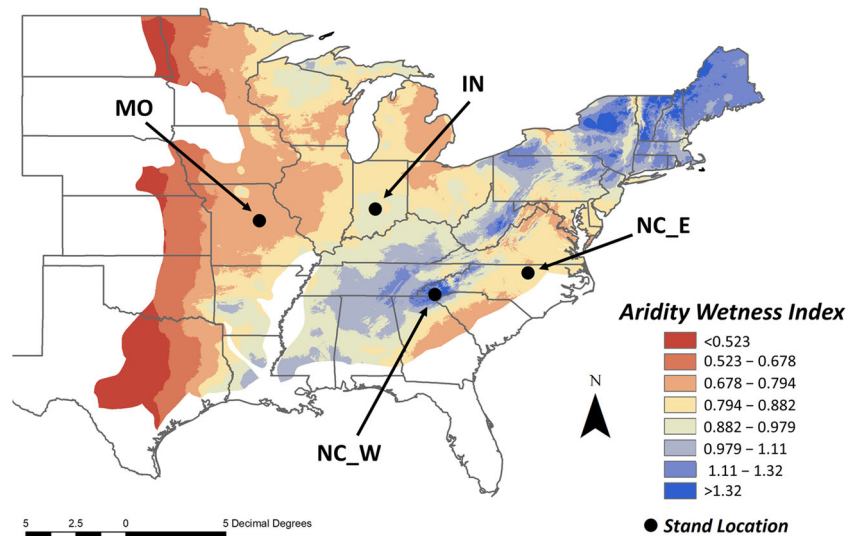 IN
MO
NC_E
NC_W
N
Aridity Wetness Index
<0.523
0.523 – 0.678
0.678 – 0.794
0.794 – 0.882
0.882 – 0.979
0.979 – 1.11
1.11 – 1.32
>1.32
Stand Location
5 2.5 0 5 Decimal Degrees